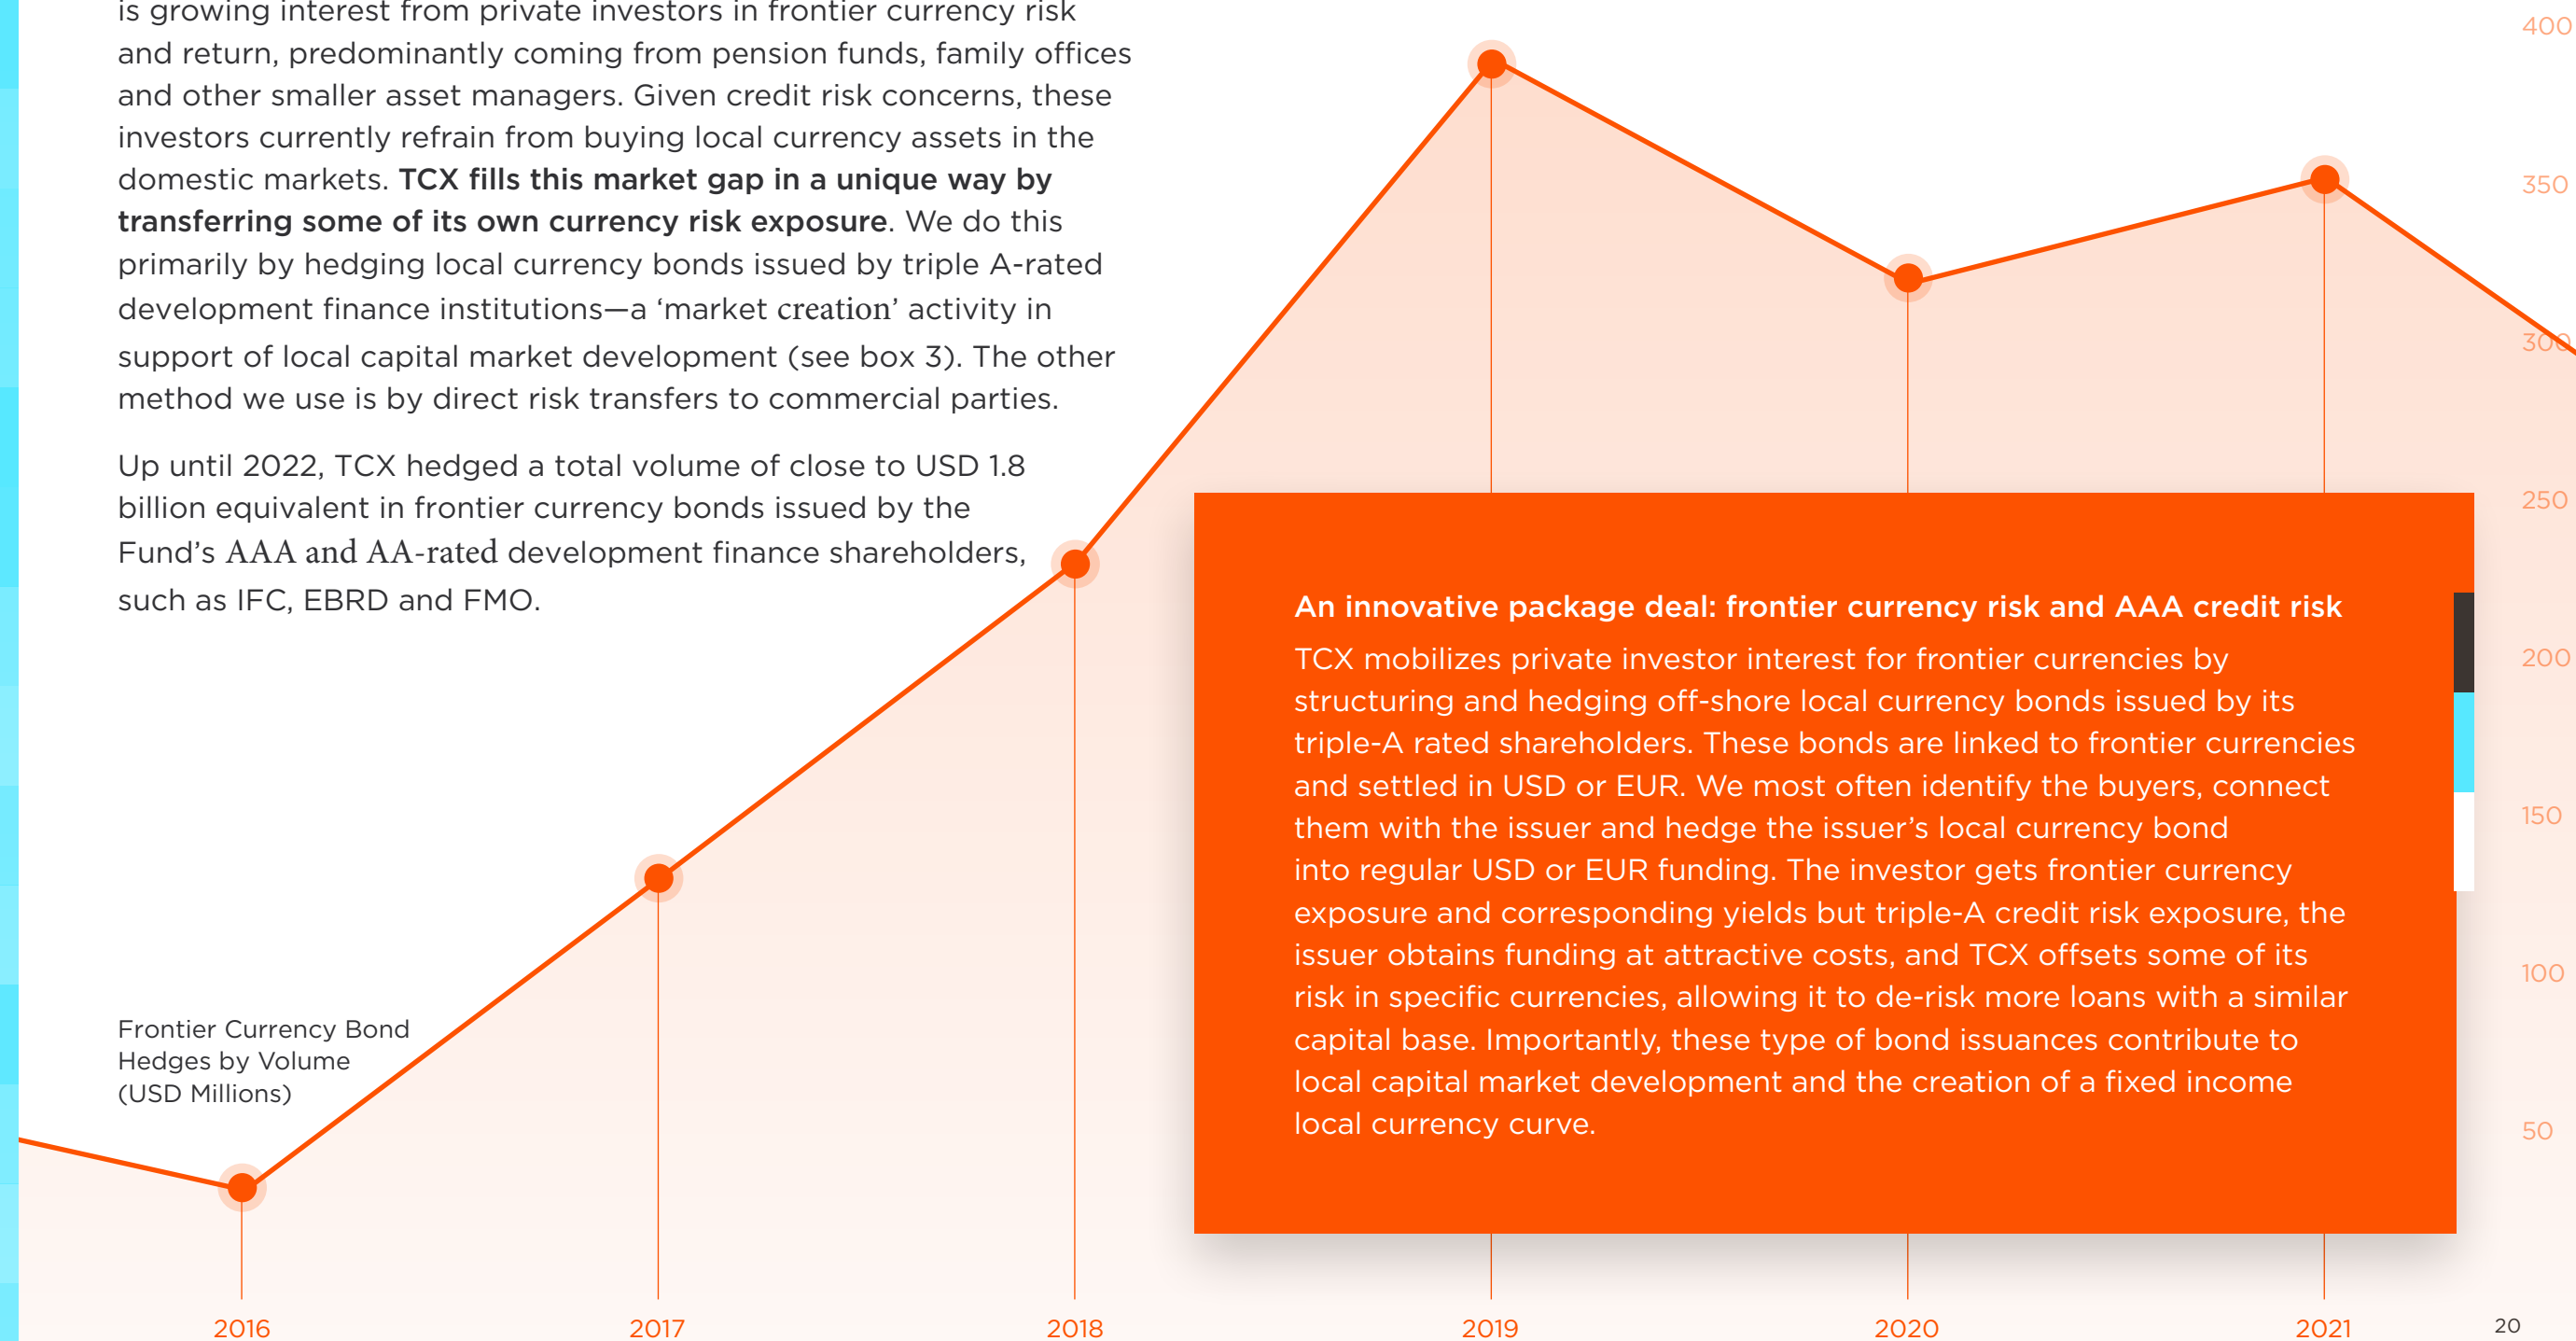 is growing interest from private investors in frontier currency risk
and return, predominantly coming from pension funds, family offices
and other smaller asset managers. Given credit risk concerns, these
investors currently refrain from buying local currency assets in the
domestic markets. TCX fills this market gap in a unique way by
transferring some of its own currency risk exposure. We do this
primarily by hedging local currency bonds issued by triple A-rated
development finance institutions—a ‘market creation’ activity in
support of local capital market development (see box 3). The other
method we use is by direct risk transfers to commercial parties.
Up until 2022, TCX hedged a total volume of close to USD 1.8
billion equivalent in frontier currency bonds issued by the
Fund’s AAA and AA-rated development finance shareholders,
such as IFC, EBRD and FMO.
Frontier Currency Bond
Hedges by Volume
(USD Millions)
An innovative package deal: frontier currency risk and AAA credit risk
TCX mobilizes private investor interest for frontier currencies by
structuring and hedging off-shore local currency bonds issued by its
triple-A rated shareholders. These bonds are linked to frontier currencies
and settled in USD or EUR. We most often identify the buyers, connect
them with the issuer and hedge the issuer’s local currency bond
into regular USD or EUR funding. The investor gets frontier currency
exposure and corresponding yields but triple-A credit risk exposure, the
issuer obtains funding at attractive costs, and TCX offsets some of its
risk in specific currencies, allowing it to de-risk more loans with a similar
capital base. Importantly, these type of bond issuances contribute to
local capital market development and the creation of a fixed income
local currency curve.
400
350
300
250
200
150
100
50
2016
2017
2018
2019
2020
2021
20